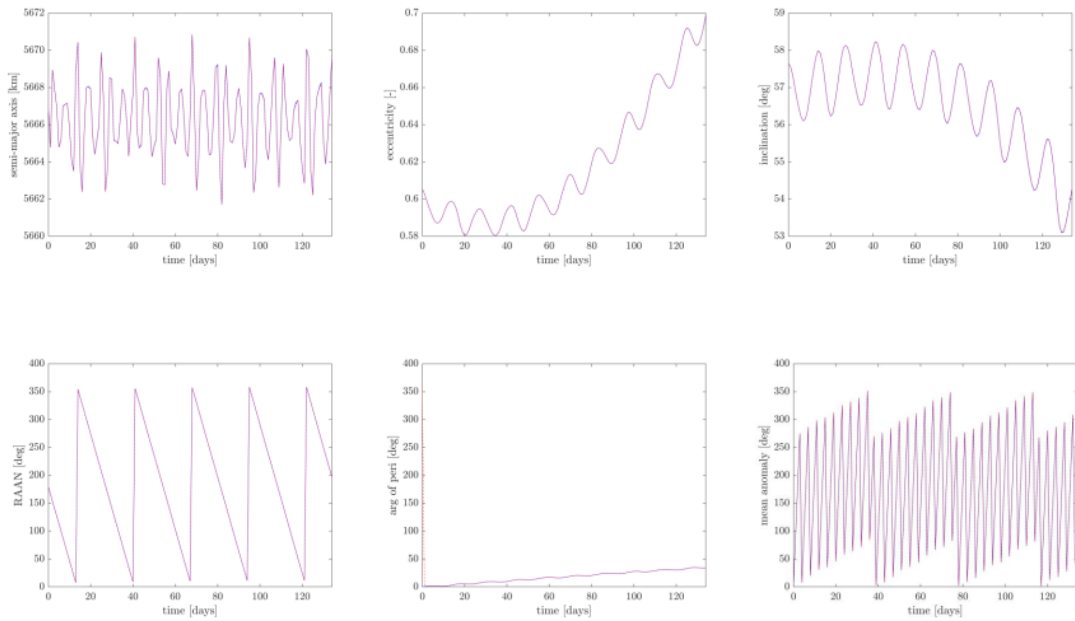 5672
5670
5668
5666
5664
5662
5660
semi-major axis [km]
0 20 40 60 80 100 120
time [days]
0.7
0.68
0.66
0.64
0.62
0.6
0.58
eccentricity [-]
0 20 40 60 80 100 120
time [days]
59
58
57
56
55
54
53
inclination [deg]
0 20 40 60 80 100 120
time [days]
400
350
300
250
200
150
100
50
0
RAAN [deg]
0 20 40 60 80 100 120
time [days]
400
350
300
250
200
150
100
50
0
arg of peri [deg]
0 20 40 60 80 100 120
time [days]
400
350
300
250
200
150
100
50
0
mean anomaly [deg]
0 20 40 60 80 100 120
time [days]